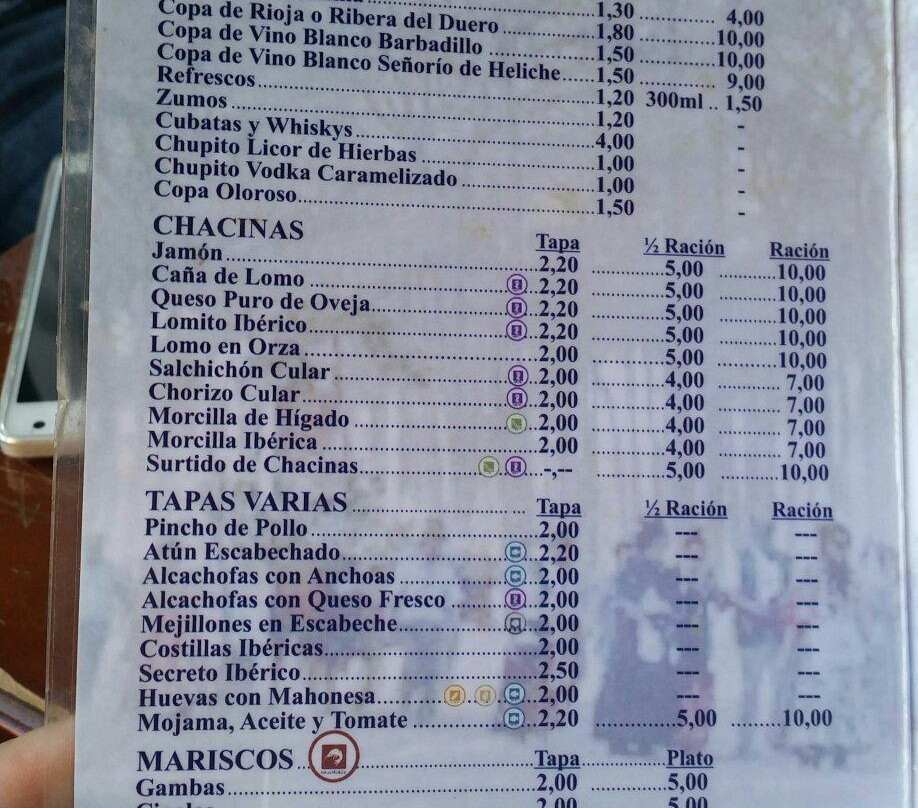 1,30 ................ 4,00
Copa de Rioja o Ribera del Duero ........ 1,80 ................ 10,00
Copa de Vino Blanco Barbadillo ........ 1,50 ................ 10,00
Copa de Vino Blanco Señorío de Heliche ...... 1,50 ................ 9,00
Refrescos ........ 1,20 300ml .. 1,50
Zumos ........ 1,20 -
Cubatas y Whiskys ........ 4,00 -
Chupito Licor de Hierbas ........ 1,00 -
Chupito Vodka Caramelizado ........ 1,00 -
Copa Oloroso ........ 1,50 -
CHACINAS Tapa ½ Ración Ración
Jamón ........ 2,20 ........ 5,00 ........ 10,00
Caña de Lomo ........ 2,20 ........ 5,00 ........ 10,00
Queso Puro de Oveja ........ 2,20 ........ 5,00 ........ 10,00
Lomito Ibérico ........ 2,20 ........ 5,00 ........ 10,00
Lomo en Orza ........ 2,00 ........ 5,00 ........ 10,00
Salchichón Cular ........ 2,00 ........ 4,00 ........ 7,00
Chorizo Cular ........ 2,00 ........ 4,00 ........ 7,00
Morcilla de Hígado ........ 2,00 ........ 4,00 ........ 7,00
Morcilla Ibérica ........ 2,00 ........ 4,00 ........ 7,00
Surtido de Chacinas ........ -,-- ........ 5,00 ........ 10,00
TAPAS VARIAS ........ Tapa ½ Ración Ración
Pincho de Pollo ........ 2,00 --- ---
Atún Escabechado ........ 2,20 --- ---
Alcachofas con Anchoas ........ 2,00 --- ---
Alcachofas con Queso Fresco ........ 2,00 --- ---
Mejillones en Escabeche ........ 2,00 --- ---
Costillas Ibéricas ........ 2,00 --- ---
Secreto Ibérico ........ 2,50 --- ---
Huevas con Mahonesa ........ 2,00 --- ---
Mojama, Aceite y Tomate ........ 2,20 ........ 5,00 ........ 10,00
MARISCOS ........ Tapa ........ Plato
Gambas ........ 2,00 ........ 5,00
2,00 ........ 5,00